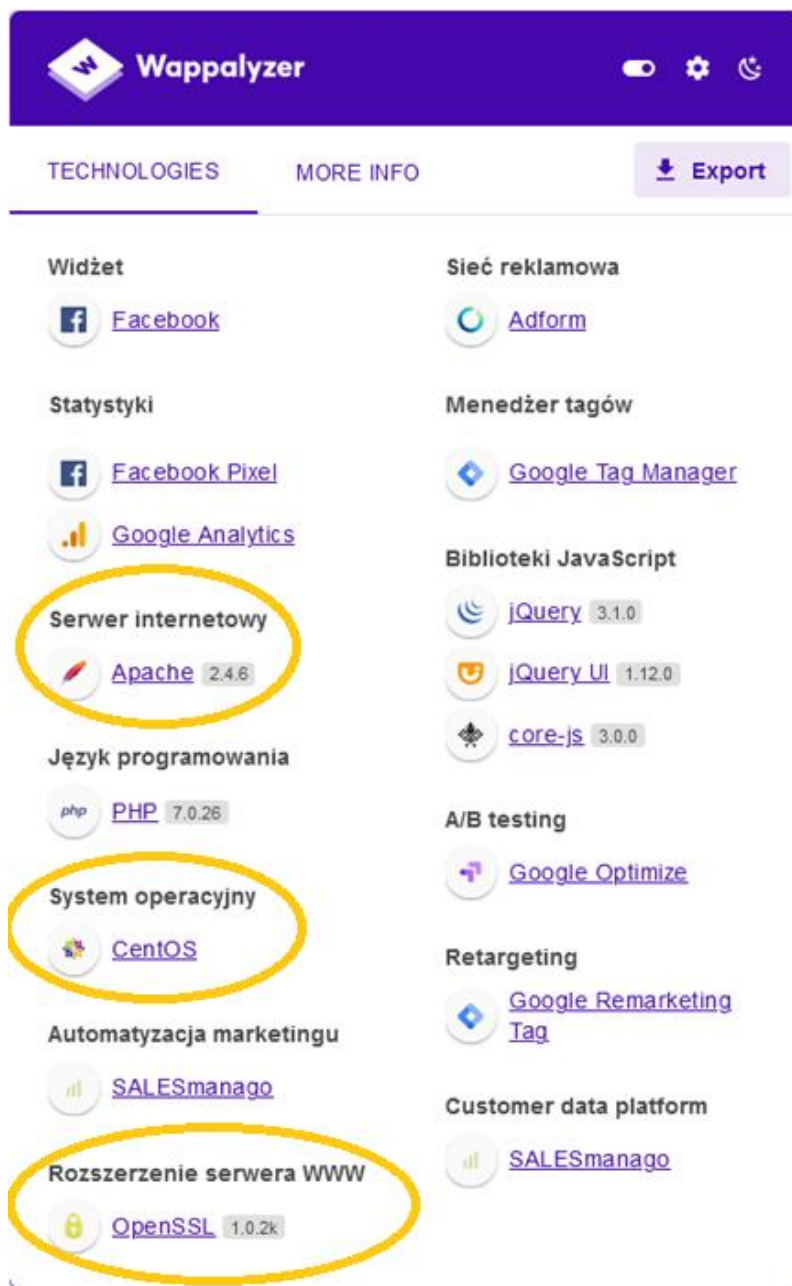 Wappalyzer
TECHNOLOGIES
MORE INFO
Export
Widżet
Facebook
Statystyki
Facebook Pixel
Google Analytics
Serwer internetowy
Apache 2.4.6
Język programowania
php PHP 7.0.26
System operacyjny
CentOS
Automatyzacja marketingu
SALESmanago
Rozszerzenie serwera WWW
OpenSSL 1.0.2k
Sieć reklamowa
Adform
Menedżer tagów
Google Tag Manager
Biblioteki JavaScript
jQuery 3.1.0
jQuery UI 1.12.0
core-js 3.0.0
A/B testing
Google Optimize
Retargeting
Google Remarketing
Tag
Customer data platform
SALESmanago